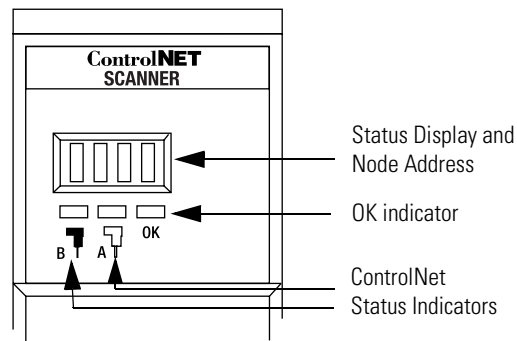 ControlNET
SCANNER
Status Display and
Node Address
OK indicator
B A OK
ControlNet
Status Indicators